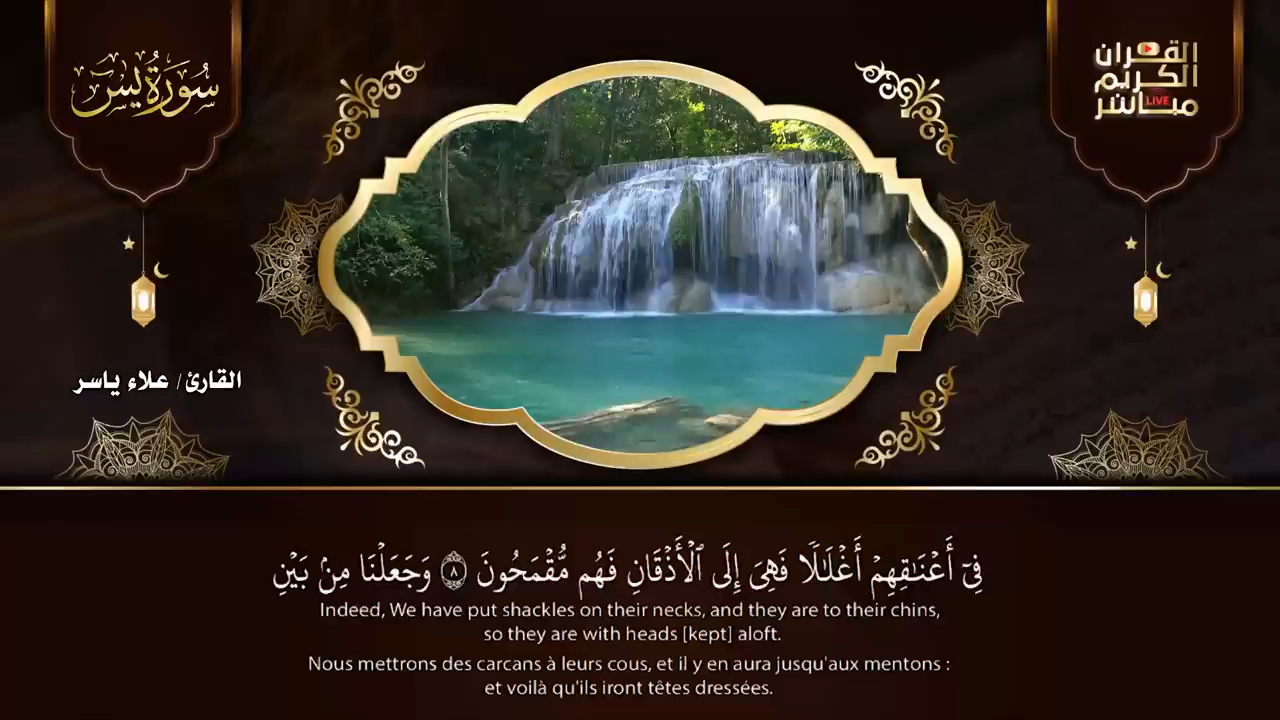 سُورَةُ يسٓ
القرآن
الكريم
مباشر
LIVE
القارئ/ علاء ياسر
فِىٓ أَعْنَٰقِهِمْ أَغْلَٰلًا فَهِىَ إِلَى ٱلْأَذْقَانِ فَهُم مُّقْمَحُونَ ٨ وَجَعَلْنَا مِنۢ بَيْنِ
Indeed, We have put shackles on their necks, and they are to their chins,
so they are with heads [kept] aloft.
Nous mettrons des carcans à leurs cous, et il y en aura jusqu'aux mentons :
et voilà qu'ils iront têtes dressées.